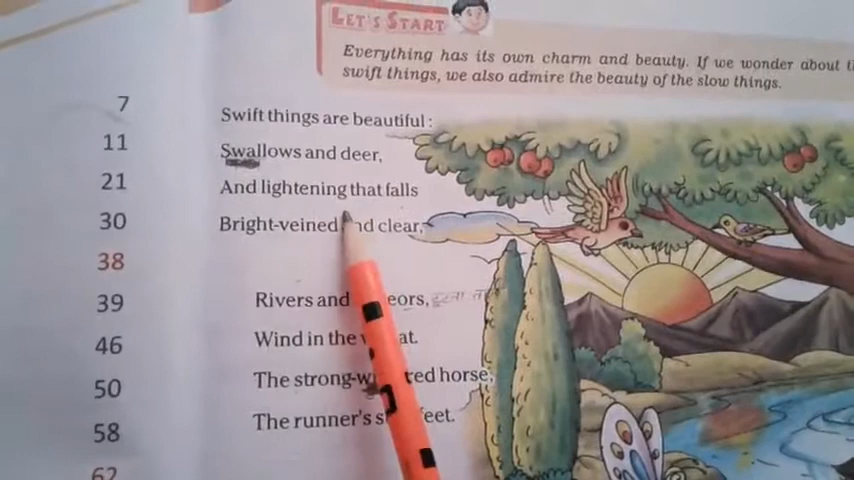 LET'S START
Everything has its own charm and beauty. If we wonder about
swift things, we also admire the beauty of the slow things.
7
Swift things are beautiful:
11
Swallows and deer,
21
And lightening that falls
30
Bright-veined and clear,
38
39
Rivers and eors,
46
Wind in the at.
50
The strong-w red horse,
58
The runner's s feet.
62